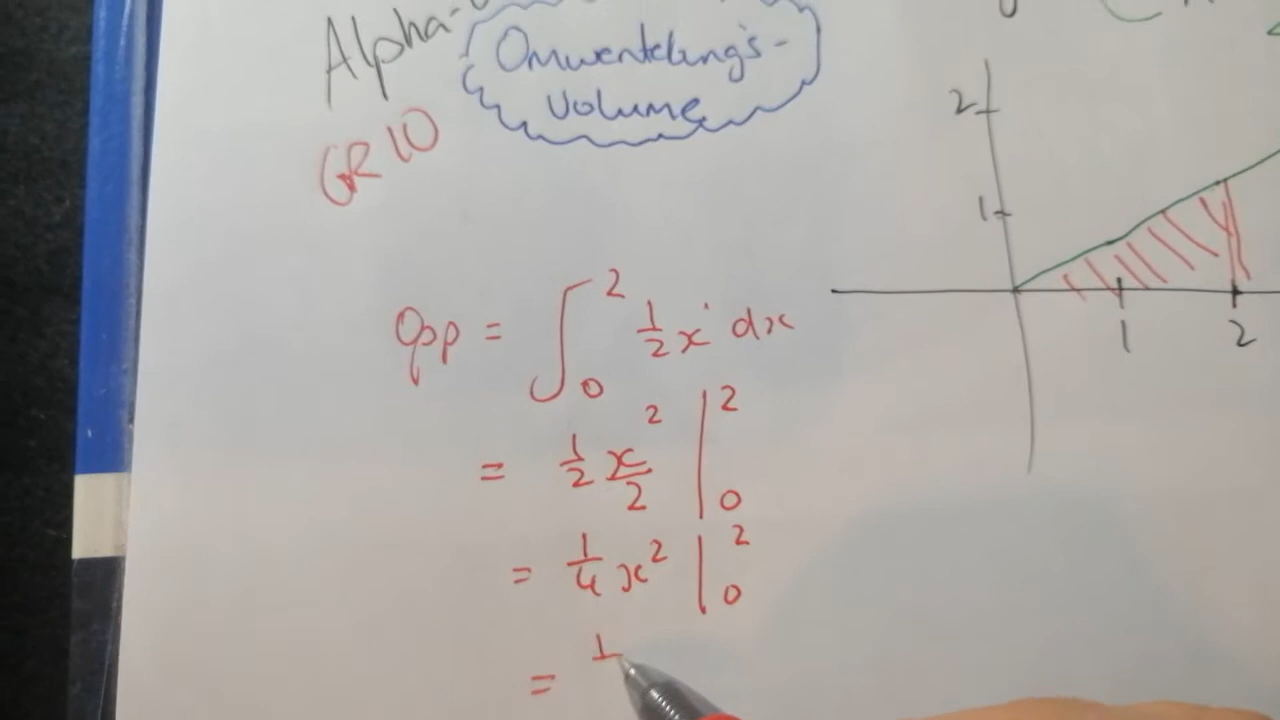 Alpha-
Omwentelings-
volume
GR 10
2
1
1 2
Opp = ∫₀² ½x dx
= ½ x²/2 |₀²
= ¼x² |₀²
= 1